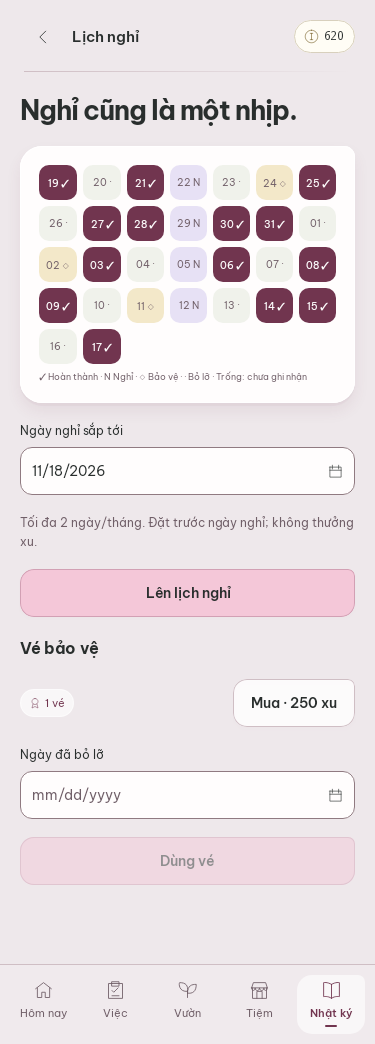 Lịch nghỉ
620
Nghỉ cũng là một nhịp.
19 ✓ 20 · 21 ✓ 22 N 23 · 24 ○ 25 ✓
26 · 27 ✓ 28 ✓ 29 N 30 ✓ 31 ✓ 01 ·
02 ○ 03 ✓ 04 · 05 N 06 ✓ 07 · 08 ✓
09 ✓ 10 · 11 ○ 12 N 13 · 14 ✓ 15 ✓
16 · 17 ✓
✓ Hoàn thành · N Nghỉ · ○ Bảo vệ · · Bỏ lỡ · Trống: chưa ghi nhận
Ngày nghỉ sắp tới
11/18/2026
Tối đa 2 ngày/tháng. Đặt trước ngày nghỉ; không thưởng
xu.
Lên lịch nghỉ
Vé bảo vệ
1 vé
Mua · 250 xu
Ngày đã bỏ lỡ
mm/dd/yyyy
Dùng vé
Hôm nay Việc Vườn Tiệm Nhật ký